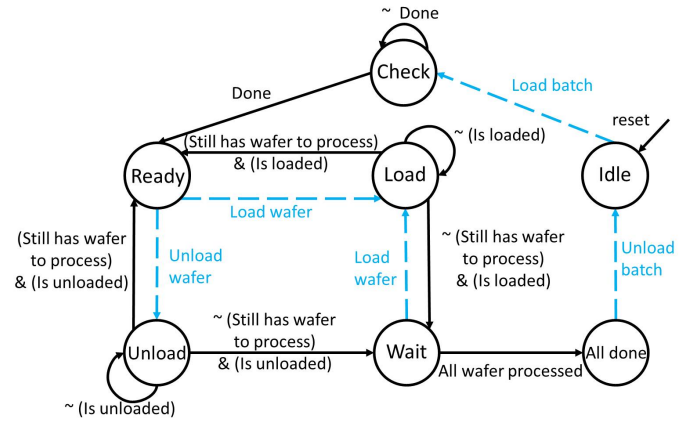 ~ Done
Check
Load batch
Done
reset
(Still has wafer to process)
& (Is loaded)
~ (Is loaded)
Ready
Load
Idle
Load wafer
(Still has wafer
to process)
& (Is unloaded)
Unload
wafer
Load
wafer
~ (Still has wafer
to process)
& (Is loaded)
Unload
batch
~ (Still has wafer
to process)
& (Is unloaded)
Unload
Wait
All done
All wafer processed
~ (Is unloaded)